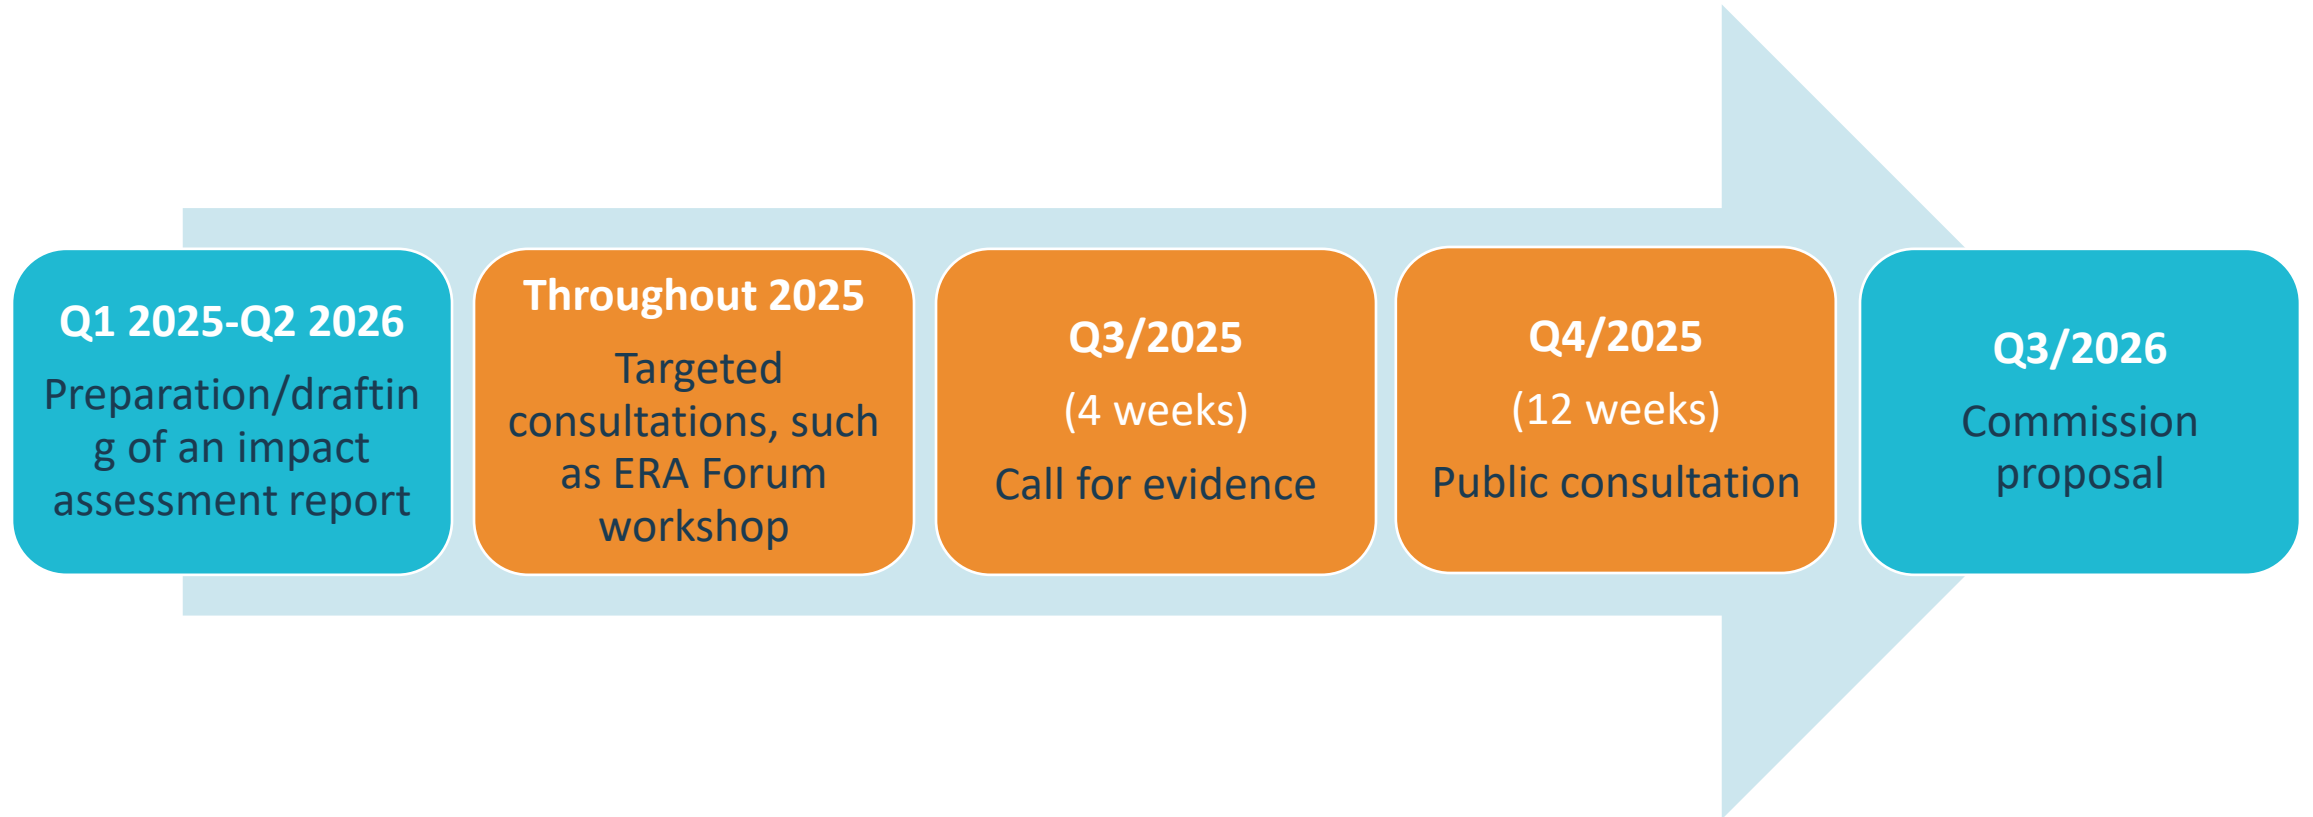 Q1 2025-Q2 2026
Preparation/draftin
g of an impact
assessment report
Throughout 2025
Targeted
consultations, such
as ERA Forum
workshop
Q3/2025
(4 weeks)
Call for evidence
Q4/2025
(12 weeks)
Public consultation
Q3/2026
Commission
proposal